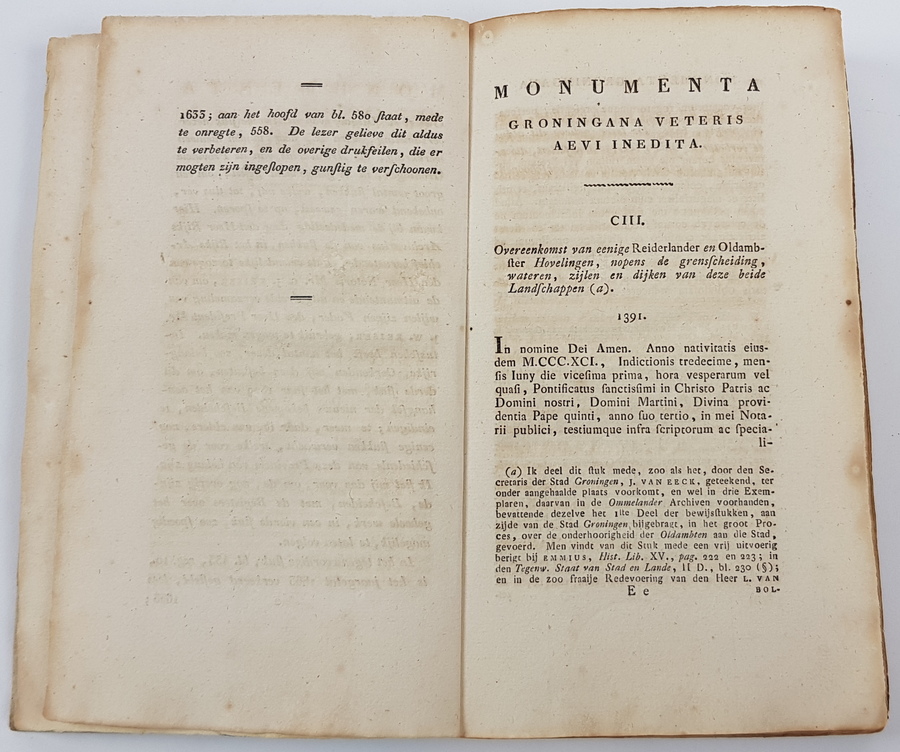 1633; aan het hoofd van bl. 580 ſtaat, mede
te onregte, 558. De lezer gelieve dit aldus
te verbeteren, en de overige drukfeilen, die er
mogten zijn ingeſlopen, gunſtig te verſchoonen.
MONUMENTA
GRONINGANA VETERIS
AEVI INEDITA.
CIII.
Overeenkomst van eenige Reiderlander en Oldamb-
ſter Hovelingen, nopens de grensſcheiding,
wateren, zijlen en dijken van deze beide
Landſchappen (a).
1391.
In nomine Dei Amen. Anno nativitatis eius-
dem M.CCC.XCI., Indictionis tredecime, men-
ſis Iuny die viceſima prima, hora veſperarum vel
quaſi, Pontificatus ſanctisſimi in Christo Patris ac
Domini nostri, Domini Martini, Divina provi-
dentia Pape quinti, anno ſuo tertio, in mei Nota-
rii publici, testiumque infra ſcriptorum ac ſpecia-
li-
(a) Ik deel dit ſtuk mede, zoo als het, door den Se-
cretaris der Stad Groningen, J. VAN EECK, geteekend, ter
onder aangehaalde plaats voorkomt, en wel in drie Exem-
plaren, daarvan in de Ommelander Archiven voorhanden,
bevattende dezelve het 1ste Deel der bewijsſtukken, aan
zijde van de Stad Groningen bijgebragt, in het groot Pro-
ces, over de onderhoorigheid der Oldambten aan die Stad,
gevoerd. Men vindt van dit Stuk mede een vrij uitvoerig
berigt bij EMMIUS, Hist. Lib. XV., pag. 222 en 223; in
den Tegenw. Staat van Stad en Lande, II D., bl. 230 (§);
en in de zoo fraaije Redevoering van den Heer L. VAN
E e
BOL-